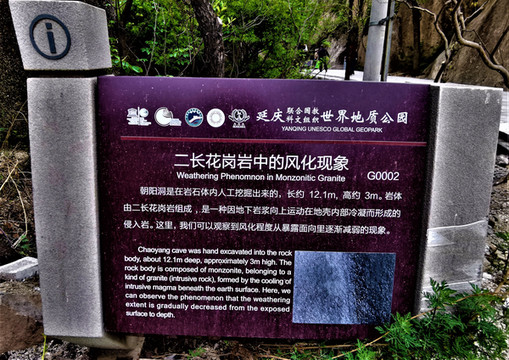 i
延庆 联合国教科文组织 世界地质公园
YANQING UNESCO GLOBAL GEOPARK
二长花岗岩中的风化现象
G0002
Weathering Phenomnon in Monzonitic Granite
朝阳洞是在岩石体内人工挖掘出来的，长约 12.1m, 高约 3m。岩体
由二长花岗岩组成，是一种因地下岩浆向上运动在地壳内部冷凝而形成的
侵入岩。这里，我们可以观察到风化程度从暴露面向里逐渐减弱的现象。
Chaoyang cave was hand excavated into the rock
body, about 12.1m deep, approximately 3m high. The
rock body is composed of monzonite, belonging to a
kind of granite (intrusive rock), formed by the cooling of
intrusive magma beneath the earth surface. Here, we
can observe the phenomenon that the weathering
extent is gradually decreased from the exposed
surface to depth.